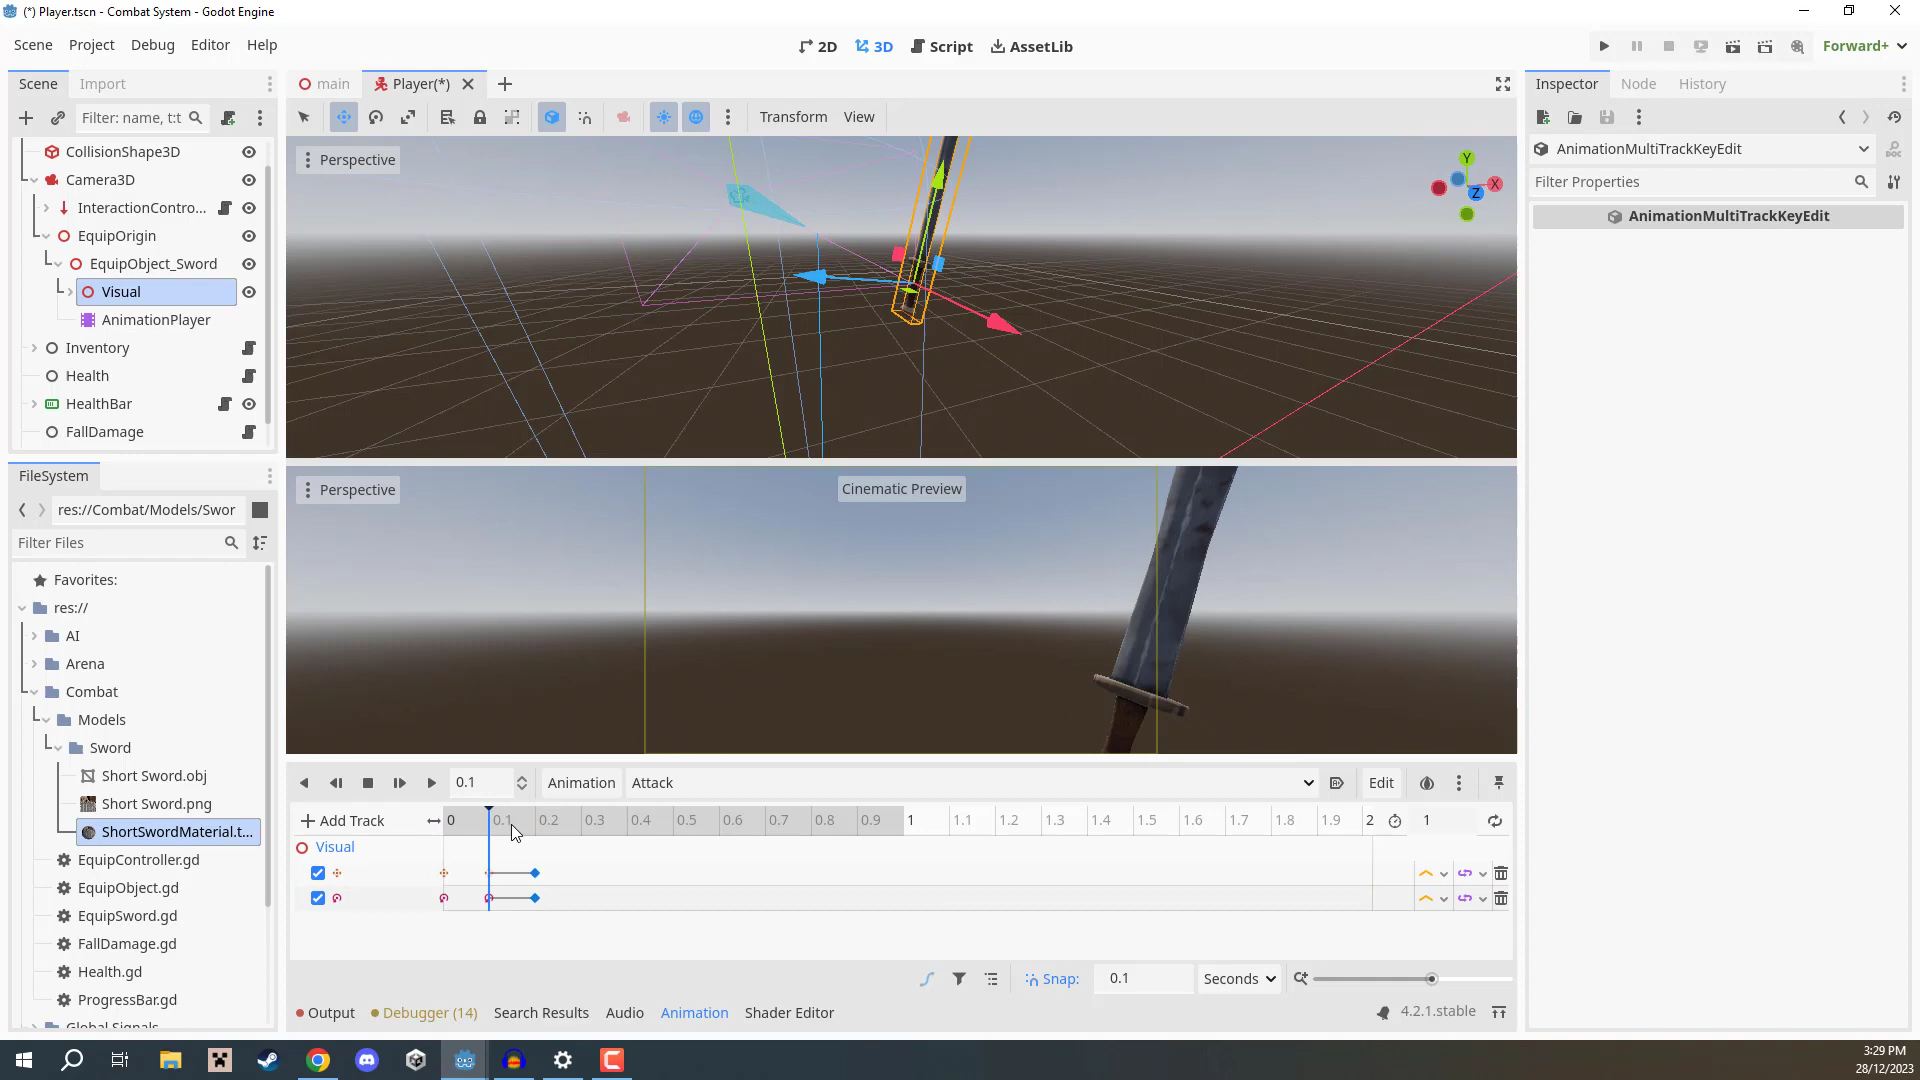 (*) Player.tscn - Combat System - Godot Engine
Scene Project Debug Editor Help
2D 3D Script AssetLib
Forward+
Scene Import
main Player(*)
Inspector Node History
Filter: name, t:t
Transform View
CollisionShape3D
Camera3D
InteractionContro...
EquipOrigin
EquipObject_Sword
Visual
AnimationPlayer
Inventory
Health
HealthBar
FallDamage
Perspective
Y
X
Z
AnimationMultiTrackKeyEdit
DOC
Filter Properties
AnimationMultiTrackKeyEdit
FileSystem
res://Combat/Models/Swor
Filter Files
Favorites:
res://
AI
Arena
Combat
Models
Sword
Short Sword.obj
Short Sword.png
ShortSwordMaterial.t...
EquipController.gd
EquipObject.gd
EquipSword.gd
FallDamage.gd
Health.gd
ProgressBar.gd
Global Signals
Perspective
Cinematic Preview
0.1 Animation Attack Edit
Add Track 0 0.1 0.2 0.3 0.4 0.5 0.6 0.7 0.8 0.9 1 1.1 1.2 1.3 1.4 1.5 1.6 1.7 1.8 1.9 2 1
Visual
Snap: 0.1 Seconds
Output Debugger (14) Search Results Audio Animation Shader Editor 4.2.1.stable
3:29 PM
28/12/2023